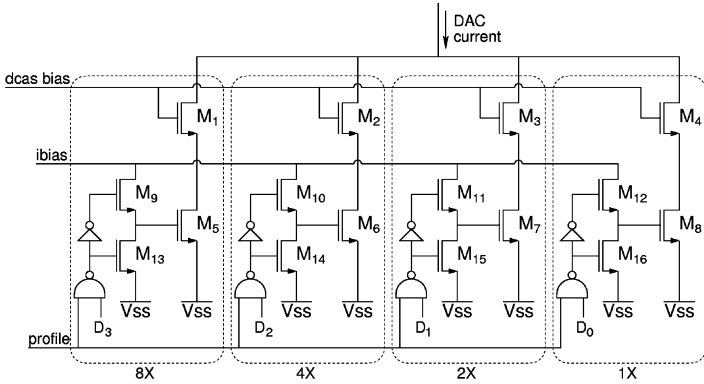 DAC
current
dcas bias
M1 M2 M3 M4
ibias
M9 M10 M11 M12
M5 M6 M7 M8
M13 M14 M15 M16
VSS VSS VSS VSS VSS VSS VSS VSS
D3 D2 D1 D0
profile
8X 4X 2X 1X